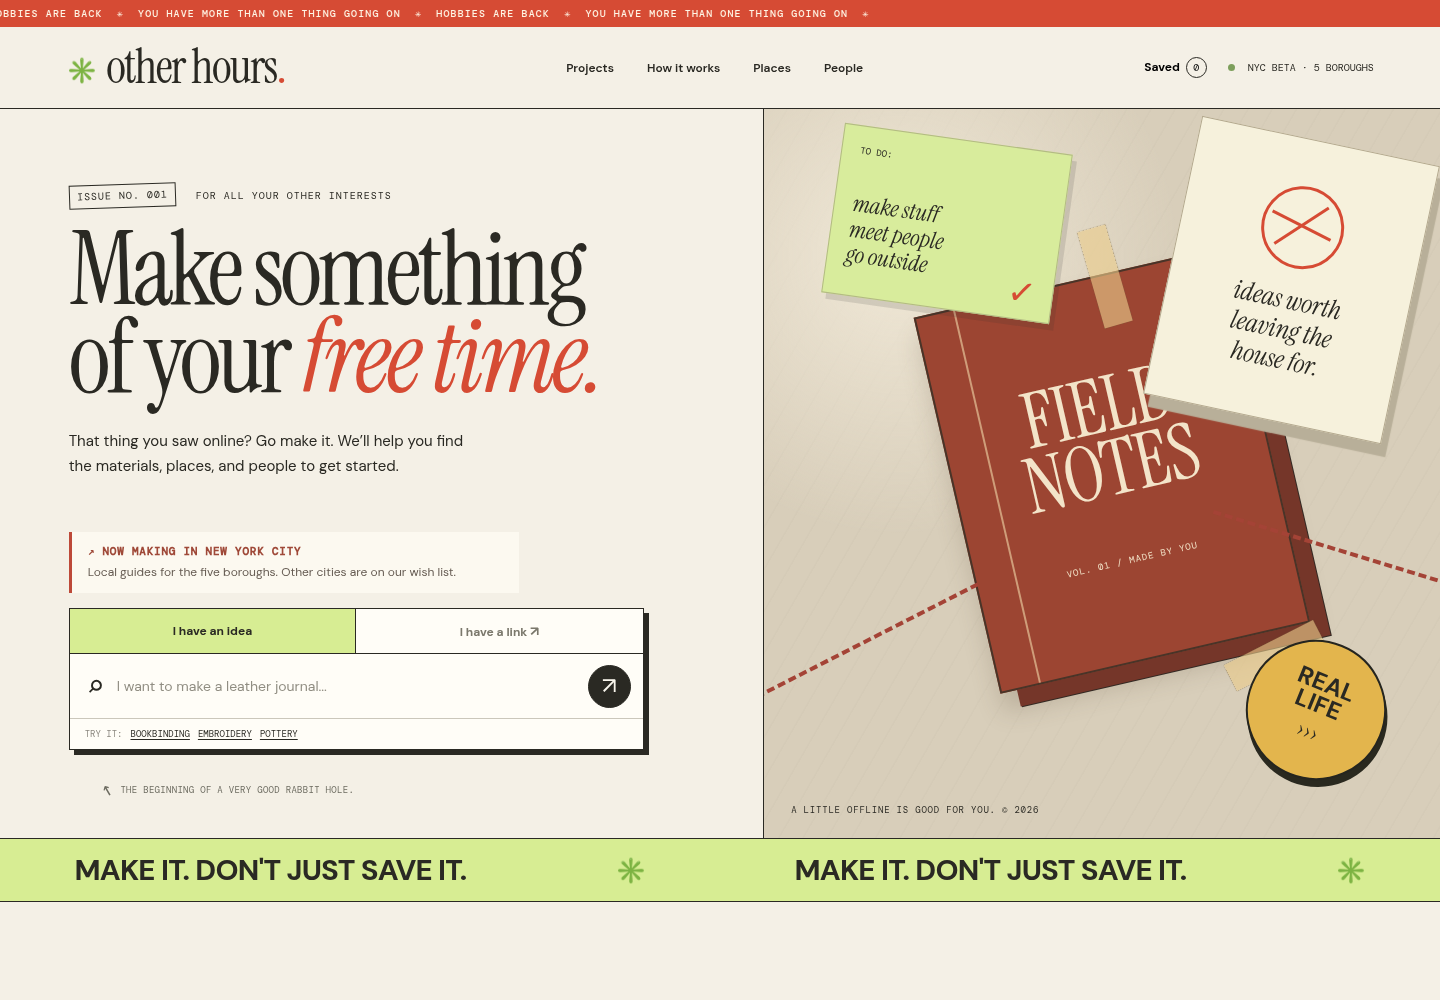 OBBIES ARE BACK ✳ YOU HAVE MORE THAN ONE THING GOING ON ✳ HOBBIES ARE BACK ✳ YOU HAVE MORE THAN ONE THING GOING ON ✳
other hours.
Projects How it works Places People
Saved 0 NYC BETA · 5 BOROUGHS
ISSUE NO. 001 FOR ALL YOUR OTHER INTERESTS
Make something
of your free time.
That thing you saw online? Go make it. We’ll help you find
the materials, places, and people to get started.
↗ NOW MAKING IN NEW YORK CITY
Local guides for the five boroughs. Other cities are on our wish list.
I have an idea I have a link ↗
I want to make a leather journal...
TRY IT: BOOKBINDING EMBROIDERY POTTERY
↖ THE BEGINNING OF A VERY GOOD RABBIT HOLE.
TO DO:
make stuff
meet people
go outside
✓
ideas worth
leaving the
house for.
FIELD
NOTES
VOL. 01 / MADE BY YOU
REAL
LIFE
›››
A LITTLE OFFLINE IS GOOD FOR YOU. © 2026
MAKE IT. DON'T JUST SAVE IT. ✳ MAKE IT. DON'T JUST SAVE IT. ✳